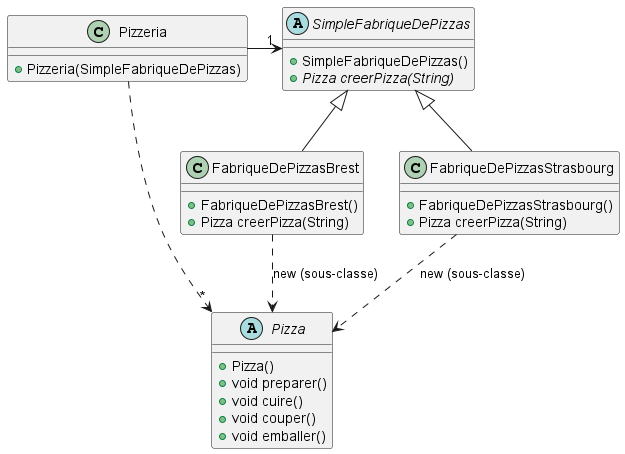 C Pizzeria
Pizzeria(SimpleFabriqueDePizzas)
1
A SimpleFabriqueDePizzas
SimpleFabriqueDePizzas()
Pizza creerPizza(String)
C FabriqueDePizzasBrest
FabriqueDePizzasBrest()
Pizza creerPizza(String)
C FabriqueDePizzasStrasbourg
FabriqueDePizzasStrasbourg()
Pizza creerPizza(String)
new (sous-classe)
new (sous-classe)
*
A Pizza
Pizza()
void preparer()
void cuire()
void couper()
void emballer()